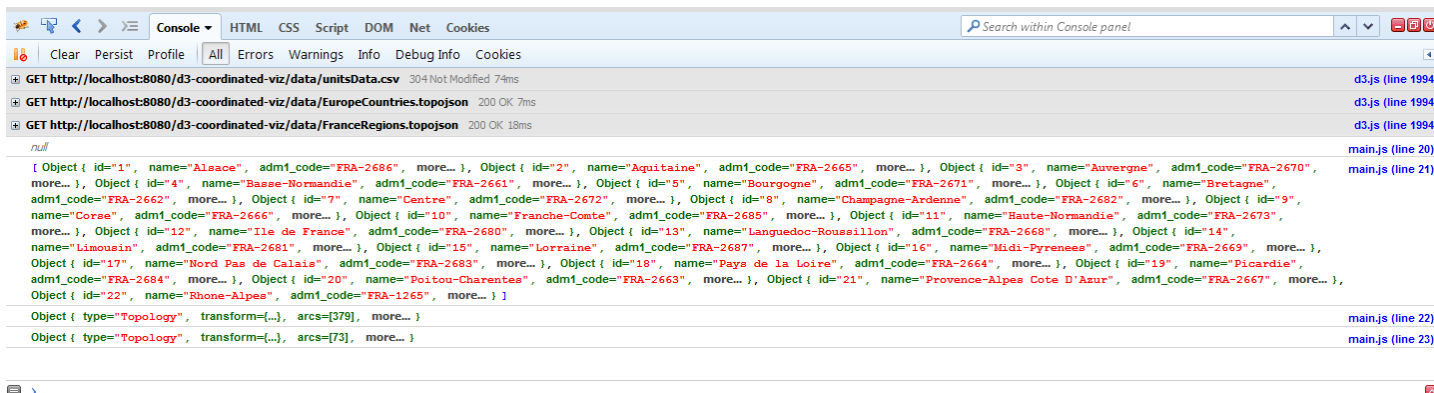 Console ▾ HTML CSS Script DOM Net Cookies Search within Console panel
Clear Persist Profile All Errors Warnings Info Debug Info Cookies
GET http://localhost:8080/d3-coordinated-viz/data/unitsData.csv 304 Not Modified 74ms d3.js (line 1994
GET http://localhost:8080/d3-coordinated-viz/data/EuropeCountries.topojson 200 OK 7ms d3.js (line 1994
GET http://localhost:8080/d3-coordinated-viz/data/FranceRegions.topojson 200 OK 18ms d3.js (line 1994
null main.js (line 20)
[ Object { id="1", name="Alsace", adm1_code="FRA-2686", more... }, Object { id="2", name="Aquitaine", adm1_code="FRA-2665", more... }, Object { id="3", name="Auvergne", adm1_code="FRA-2670", main.js (line 21)
more... }, Object { id="4", name="Basse-Normandie", adm1_code="FRA-2661", more... }, Object { id="5", name="Bourgogne", adm1_code="FRA-2671", more... }, Object { id="6", name="Bretagne",
adm1_code="FRA-2662", more... }, Object { id="7", name="Centre", adm1_code="FRA-2672", more... }, Object { id="8", name="Champagne-Ardenne", adm1_code="FRA-2682", more... }, Object { id="9",
name="Corse", adm1_code="FRA-2666", more... }, Object { id="10", name="Franche-Comte", adm1_code="FRA-2685", more... }, Object { id="11", name="Haute-Normandie", adm1_code="FRA-2673",
more... }, Object { id="12", name="Ile de France", adm1_code="FRA-2680", more... }, Object { id="13", name="Languedoc-Roussillon", adm1_code="FRA-2668", more... }, Object { id="14",
name="Limousin", adm1_code="FRA-2681", more... }, Object { id="15", name="Lorraine", adm1_code="FRA-2687", more... }, Object { id="16", name="Midi-Pyrenees", adm1_code="FRA-2669", more... },
Object { id="17", name="Nord Pas de Calais", adm1_code="FRA-2683", more... }, Object { id="18", name="Pays de la Loire", adm1_code="FRA-2664", more... }, Object { id="19", name="Picardie",
adm1_code="FRA-2684", more... }, Object { id="20", name="Poitou-Charentes", adm1_code="FRA-2663", more... }, Object { id="21", name="Provence-Alpes Cote D'Azur", adm1_code="FRA-2667", more... },
Object { id="22", name="Rhone-Alpes", adm1_code="FRA-1265", more... } ]
Object { type="Topology", transform={...}, arcs=[379], more... } main.js (line 22)
Object { type="Topology", transform={...}, arcs=[73], more... } main.js (line 23)